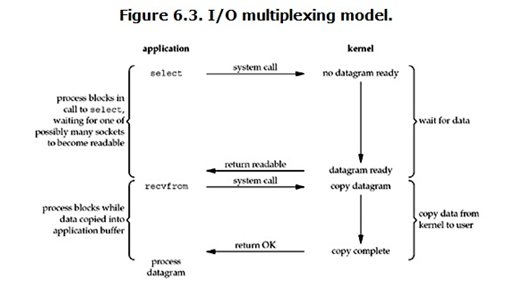 Figure 6.3. I/O multiplexing model.
application
kernel
select
system call
no datagram ready
process blocks in
call to select,
waiting for one of
possibly many sockets
to become readable
wait for data
return readable
datagram ready
recvfrom
system call
copy datagram
process blocks while
data copied into
application buffer
copy data from
kernel to user
return OK
copy complete
process
datagram